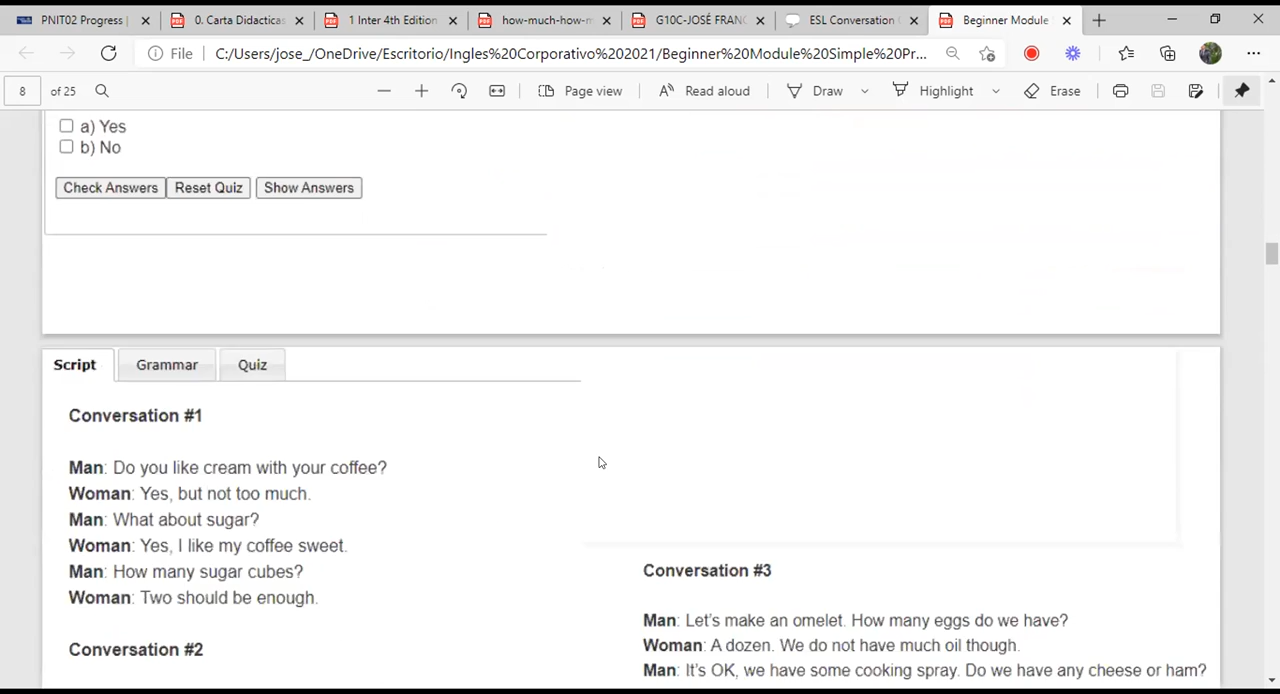 PNIT02 Progress |
0. Carta Didacticas
1 Inter 4th Edition
how-much-how-m
G10C-JOSÉ FRAN
ESL Conversation
Beginner Module
File
C:/Users/jose_/OneDrive/Escritorio/Ingles%20Corporativo%202021/Beginner%20Module%20Simple%20Pr...
8
of 25
Page view
Read aloud
Draw
Highlight
Erase
a) Yes
b) No
Check Answers
Reset Quiz
Show Answers
Script
Grammar
Quiz
Conversation #1
Man: Do you like cream with your coffee?
Woman: Yes, but not too much.
Man: What about sugar?
Woman: Yes, I like my coffee sweet.
Man: How many sugar cubes?
Woman: Two should be enough.
Conversation #2
Conversation #3
Man: Let's make an omelet. How many eggs do we have?
Woman: A dozen. We do not have much oil though.
Man: It's OK, we have some cooking spray. Do we have any cheese or ham?